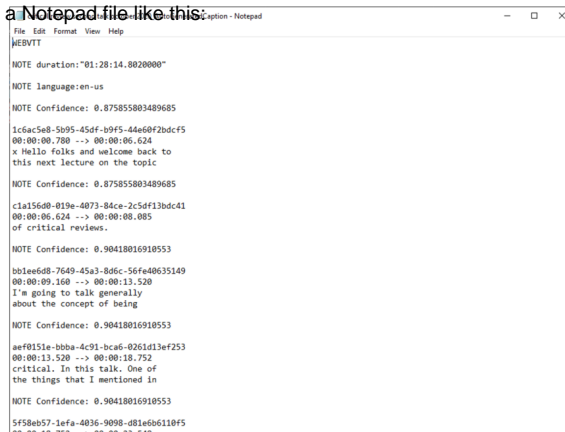 a Notepad file like this:
Caption - Notepad
File Edit Format View Help
WEBVTT
NOTE duration:"01:28:14.8020000"
NOTE language:en-us
NOTE Confidence: 0.875855803489685
1c6ac5e8-5b95-45df-b9f5-44e60f2bdcf5
00:00:00.780 --> 00:00:06.624
x Hello folks and welcome back to
this next lecture on the topic
NOTE Confidence: 0.875855803489685
c1a156d0-019e-4073-84ce-2c5df13bdc41
00:00:06.624 --> 00:00:08.085
of critical reviews.
NOTE Confidence: 0.90418016910553
bb1ee6d8-7649-45a3-8d6c-56fe40635149
00:00:09.160 --> 00:00:13.520
I'm going to talk generally
about the concept of being
NOTE Confidence: 0.90418016910553
aef0151e-bbba-4c91-bca6-0261d13ef253
00:00:13.520 --> 00:00:18.752
critical. In this talk. One of
the things that I mentioned in
NOTE Confidence: 0.90418016910553
5f58eb57-1efa-4036-9098-d81e6b6110f5